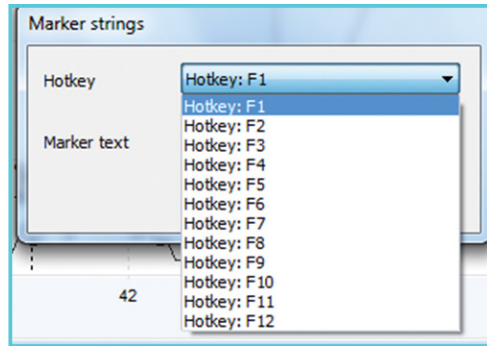 Marker strings
Hotkey
Hotkey: F1
Hotkey: F1
Hotkey: F2
Hotkey: F3
Marker text
Hotkey: F4
Hotkey: F5
Hotkey: F6
Hotkey: F7
Hotkey: F8
Hotkey: F9
Hotkey: F10
42
Hotkey: F11
Hotkey: F12